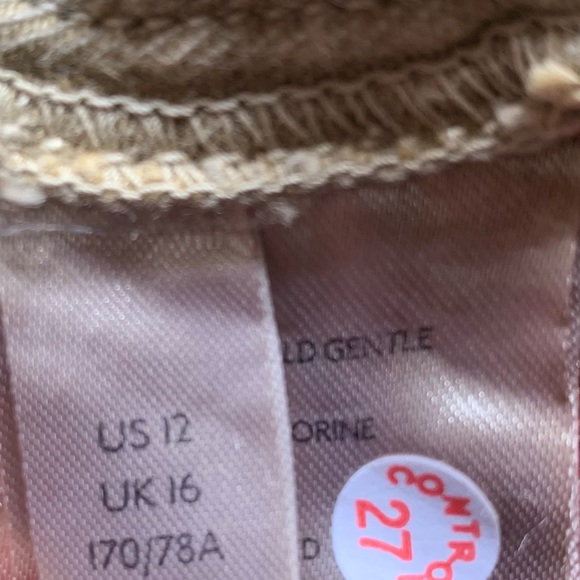 LD GENTLE
ORINE
D
US 12
UK 16
170/78A
CONTRO
27